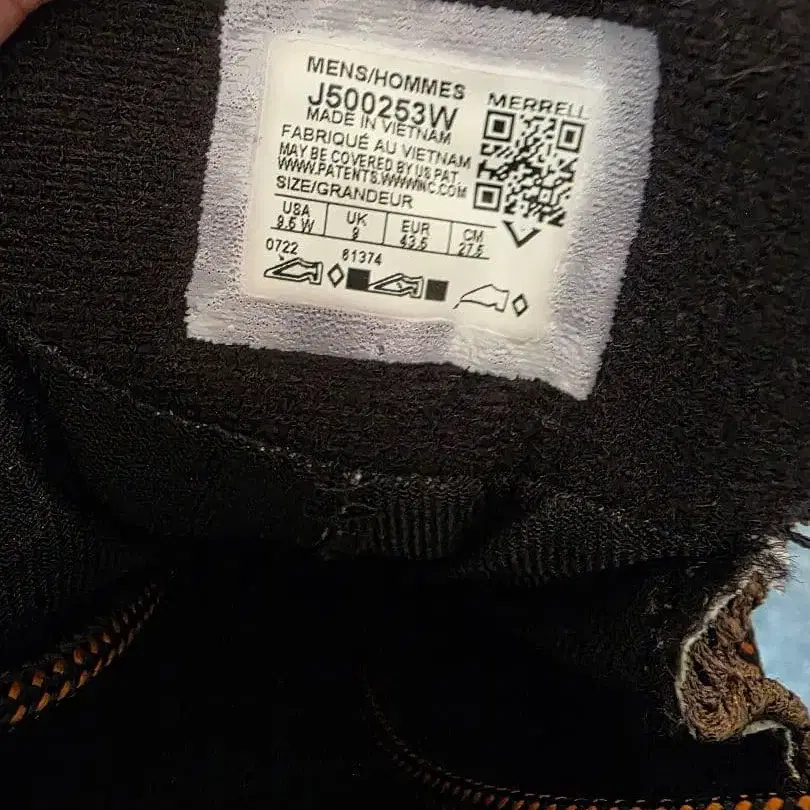 MENS/HOMMES
J500253W
MERRELL
MADE IN VIETNAM
FABRIQUÉ AU VIETNAM
MAY BE COVERED BY US PAT.
WWW.PATENTS.WWWINC.COM
SIZE/GRANDEUR
USA UK EUR CM
9.5 W 9 43.5 27.5
0722 61374